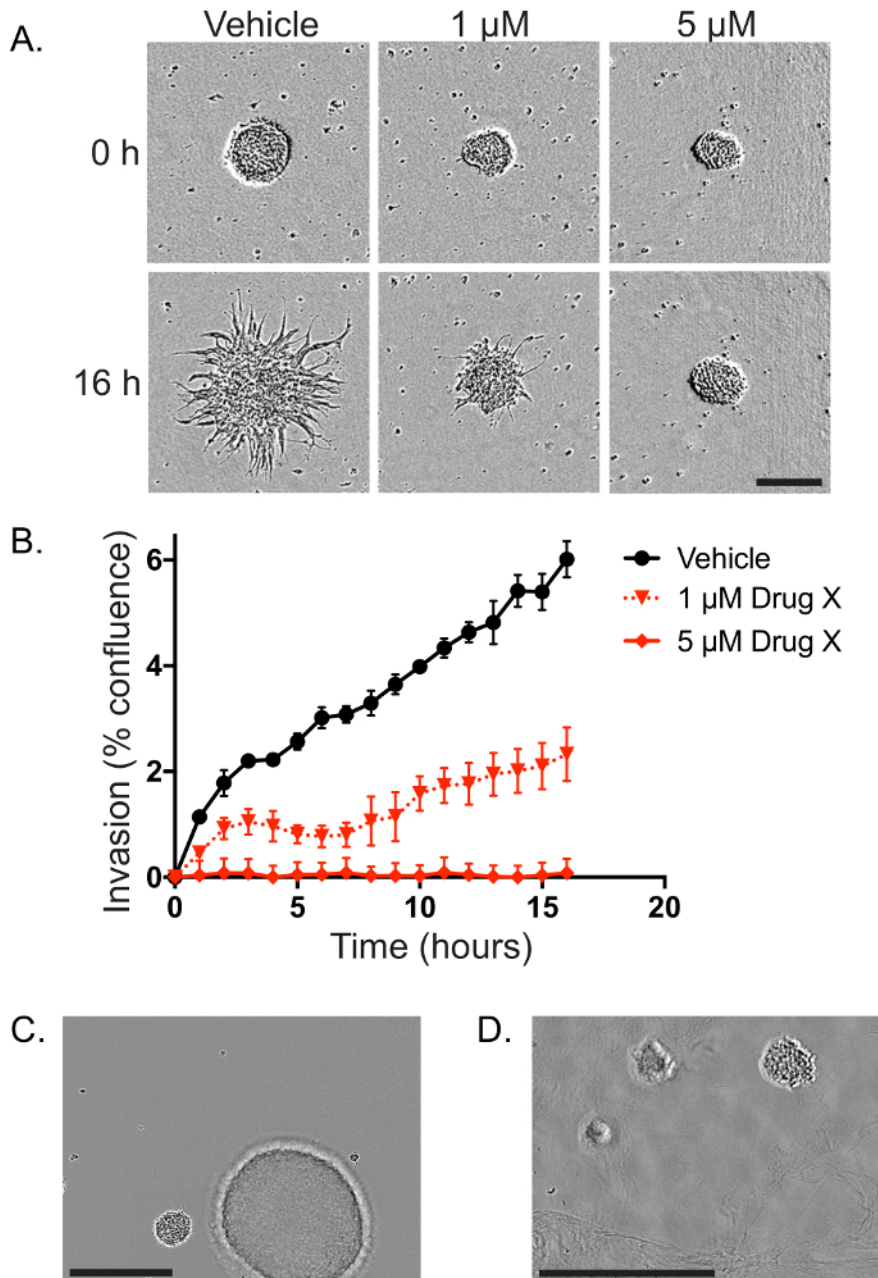 A.
Vehicle 1 µM 5 µM
0 h
16 h
B.
Invasion (% confluence)
6
4
2
0
0 5 10 15 20
Time (hours)
Vehicle
1 µM Drug X
5 µM Drug X
C. D.